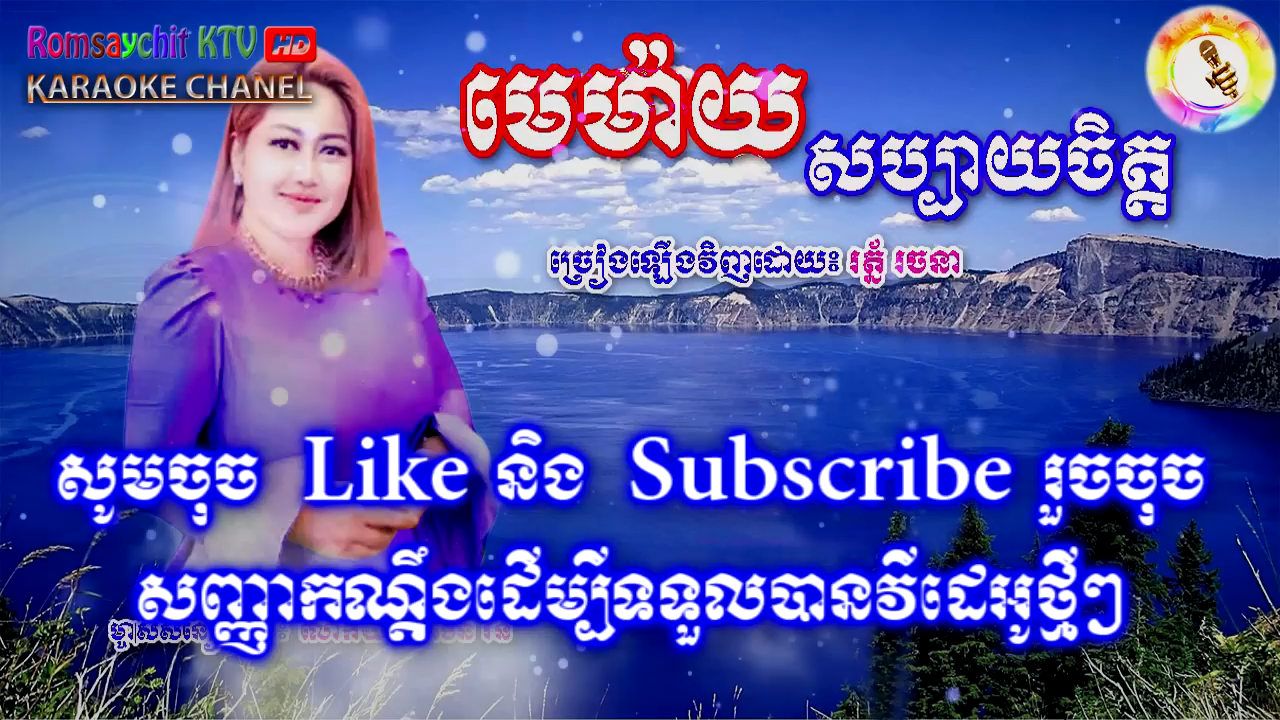 Romsaychit KTV HD
KARAOKE CHANEL
មេម៉ាយ
សប្បាយចិត្ត
ច្រៀងឡើងវិញដោយ៖ រត្ន័ រចនា
សូមចុច Like និង Subscribe រួចចុច
សញ្ញាកណ្ដឹងដើម្បីទទួលបានវីដេអូថ្មីៗ